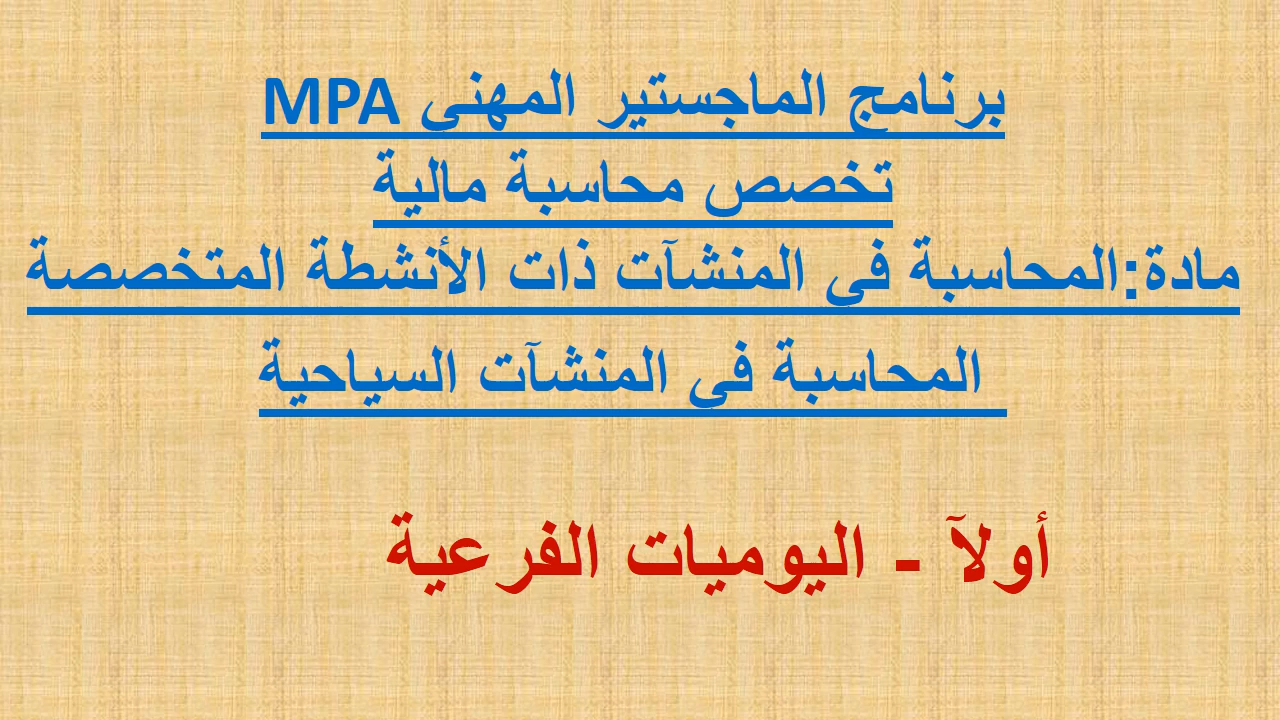 برنامج الماجستير المهنى MPA
تخصص محاسبة مالية
مادة:المحاسبة فى المنشآت ذات الأنشطة المتخصصة
المحاسبة فى المنشآت السياحية
أولآ - اليوميات الفرعية